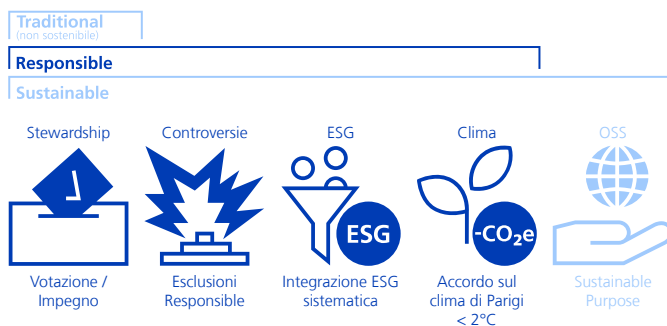 Traditional
(non sostenibile)
Responsible
Sustainable
Stewardship
Controversie
ESG
Clima
OSS
ESG
-CO₂e
Votazione /
Impegno
Esclusioni
Responsible
Integrazione ESG
sistematica
Accordo sul
clima di Parigi
< 2°C
Sustainable
Purpose